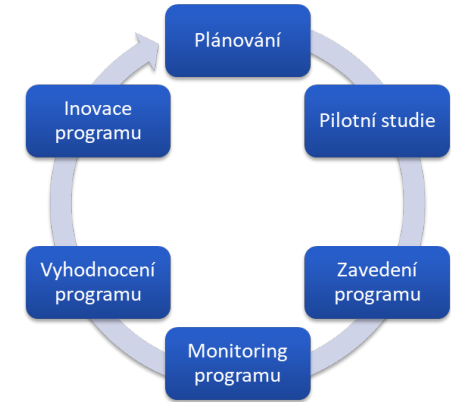 Plánování
Pilotní studie
Zavedení
programu
Monitoring
programu
Vyhodnocení
programu
Inovace
programu